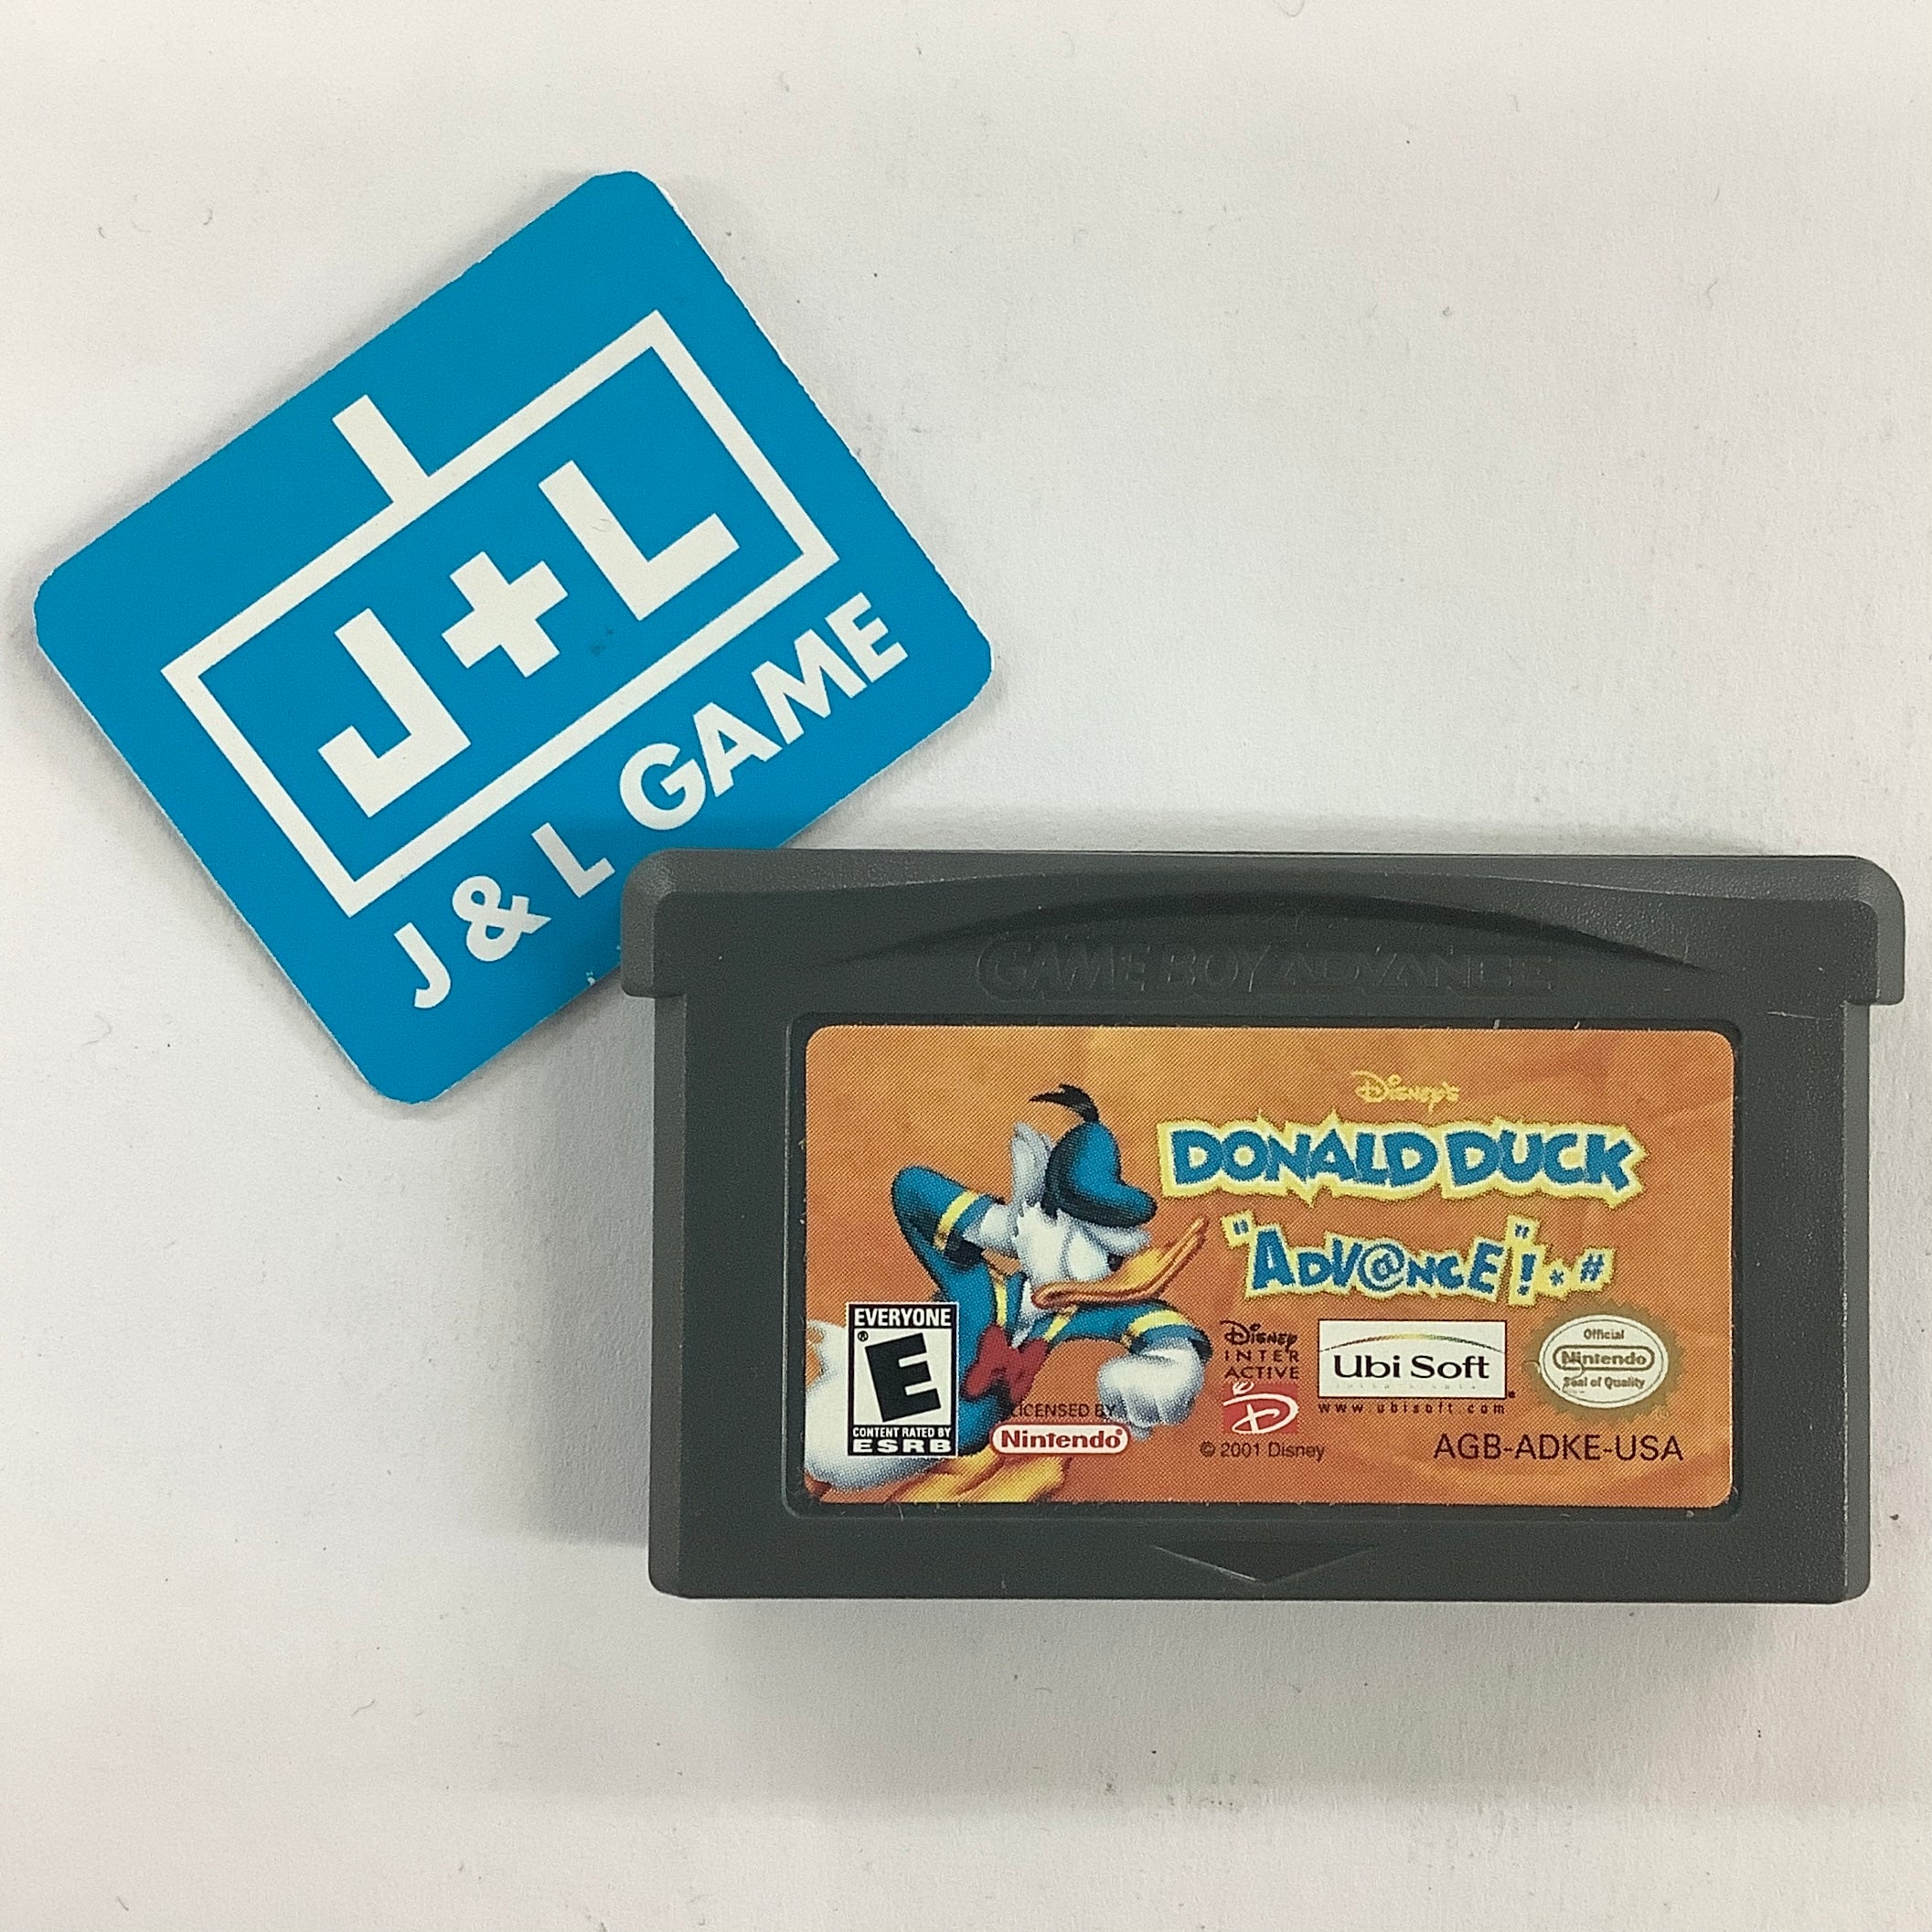 J+L
J & L GAME
GAME BOY ADVANCE
Disney's
DONALD DUCK
"ADV@NCE"!*#
EVERYONE
E
®
CONTENT RATED BY
ESRB
LICENSED BY
Nintendo®
Disney
INTER
ACTIVE
D
© 2001 Disney
Ubi Soft
www.ubisoft.com
Official
Nintendo
Seal of Quality
AGB-ADKE-USA